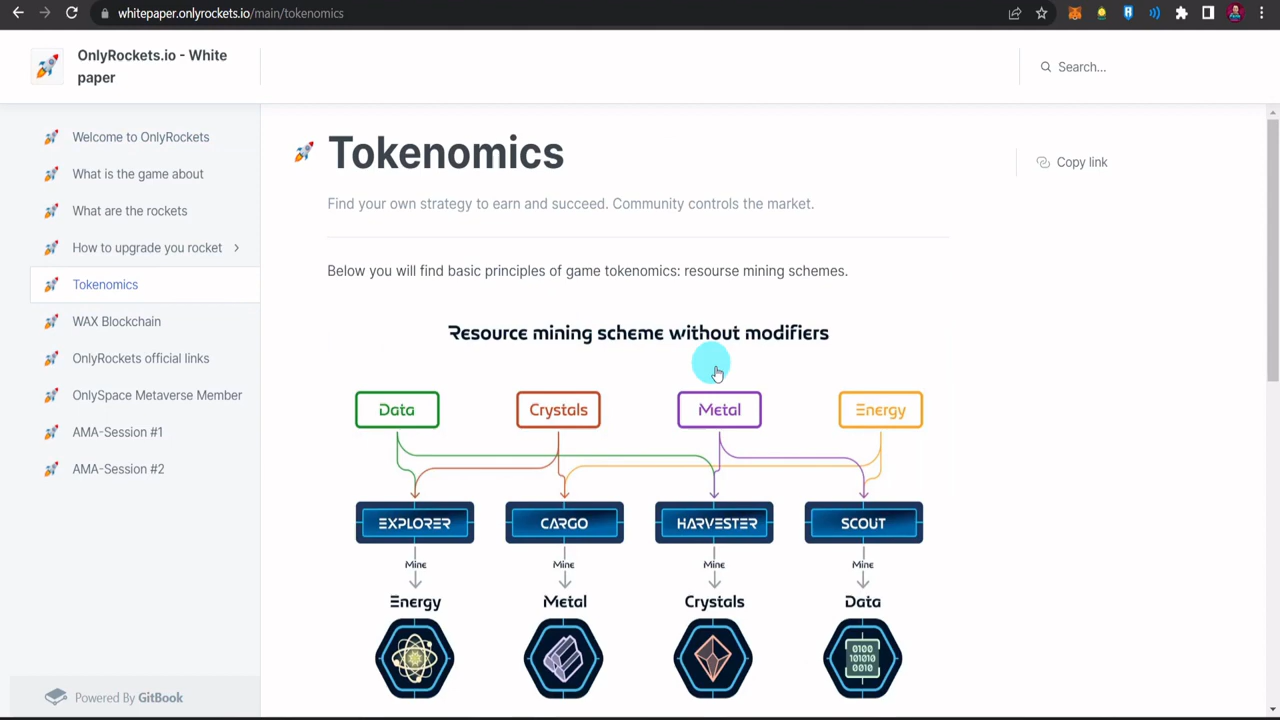 whitepaper.onlyrockets.io/main/tokenomics
OnlyRockets.io - White
paper
Search...
Welcome to OnlyRockets
What is the game about
What are the rockets
How to upgrade you rocket
Tokenomics
WAX Blockchain
OnlyRockets official links
OnlySpace Metaverse Member
AMA-Session #1
AMA-Session #2
Powered By GitBook
Tokenomics
Copy link
Find your own strategy to earn and succeed. Community controls the market.
Below you will find basic principles of game tokenomics: resourse mining schemes.
Resource mining scheme without modifiers
Data Crystals Metal Energy
EXPLORER CARGO HARVESTER SCOUT
Mine Mine Mine Mine
Energy Metal Crystals Data
0100
101010
0010